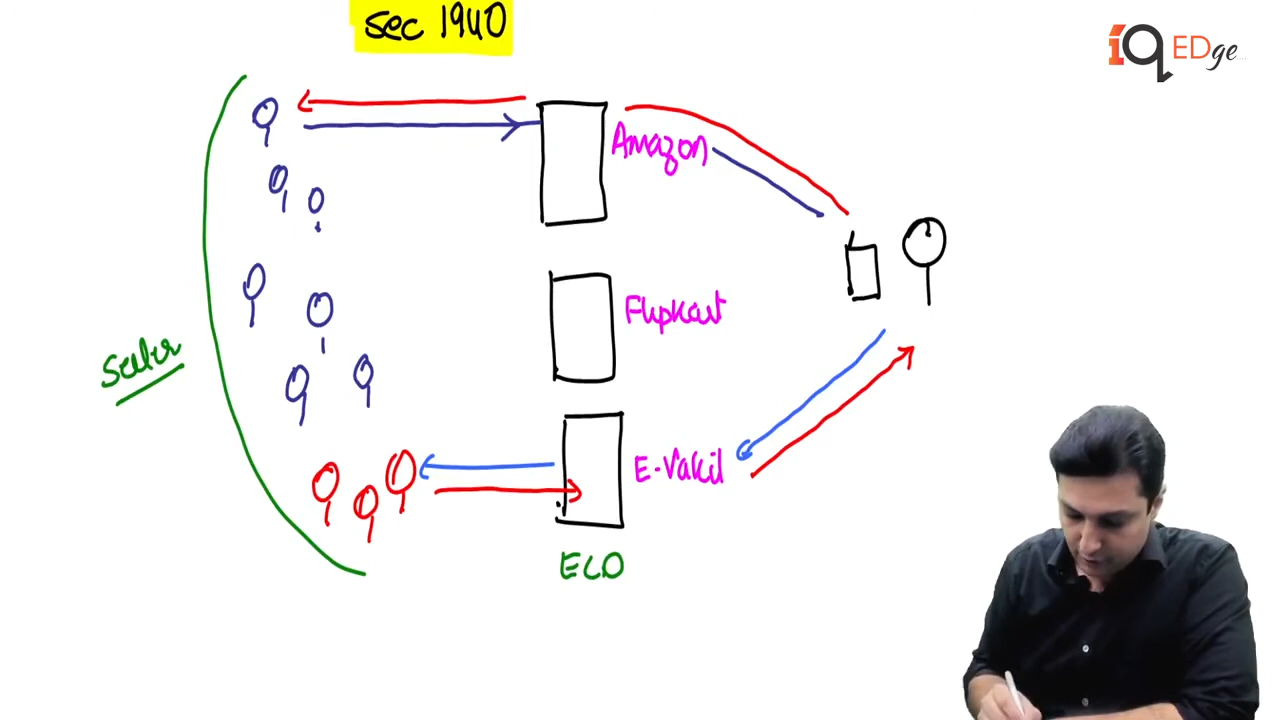 Sec 194O
iQ EDge
Amazon
Flipkart
Seller
E-Vakil
ECO